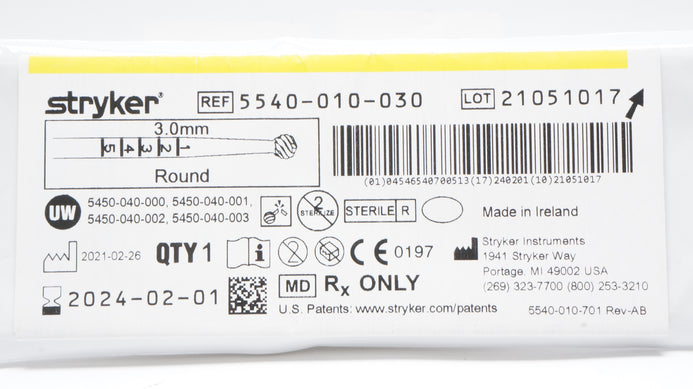 stryker® REF 5540-010-030 LOT 21051017
3.0mm
5 4 3 2 1
Round
(01)04546540700513(17)240201(10)21051017
UW 5450-040-000, 5450-040-001,
5450-040-002, 5450-040-003
2 STERILIZE STERILE R Made in Ireland
2021-02-26 QTY 1 i 2 CE 0197
Stryker Instruments
1941 Stryker Way
Portage. MI 49002 USA
(269) 323-7700 (800) 253-3210
2024-02-01 MD Rx ONLY
U.S. Patents: www.stryker.com/patents 5540-010-701 Rev-AB